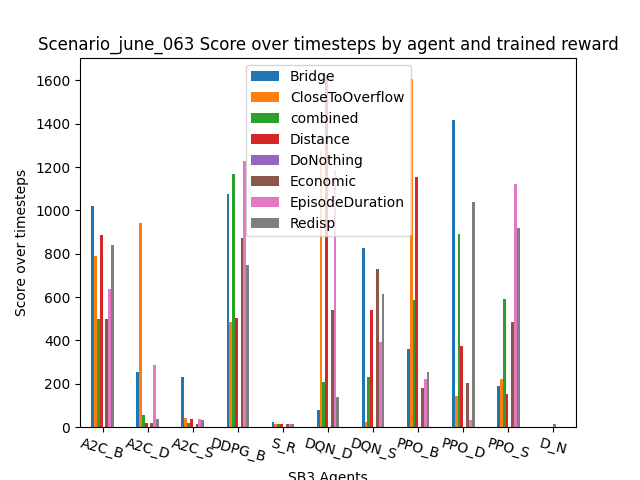 Scenario_june_063 Score over timesteps by agent and trained reward
Score over timesteps
1600
1400
1200
1000
800
600
400
200
0
Bridge
CloseToOverflow
combined
Distance
DoNothing
Economic
EpisodeDuration
Redisp
A2C_B
A2C_D
A2C_S
DDPG_B
S_R
DQN_D
DQN_S
PPO_B
PPO_D
PPO_S
D_N
SB3 Agents